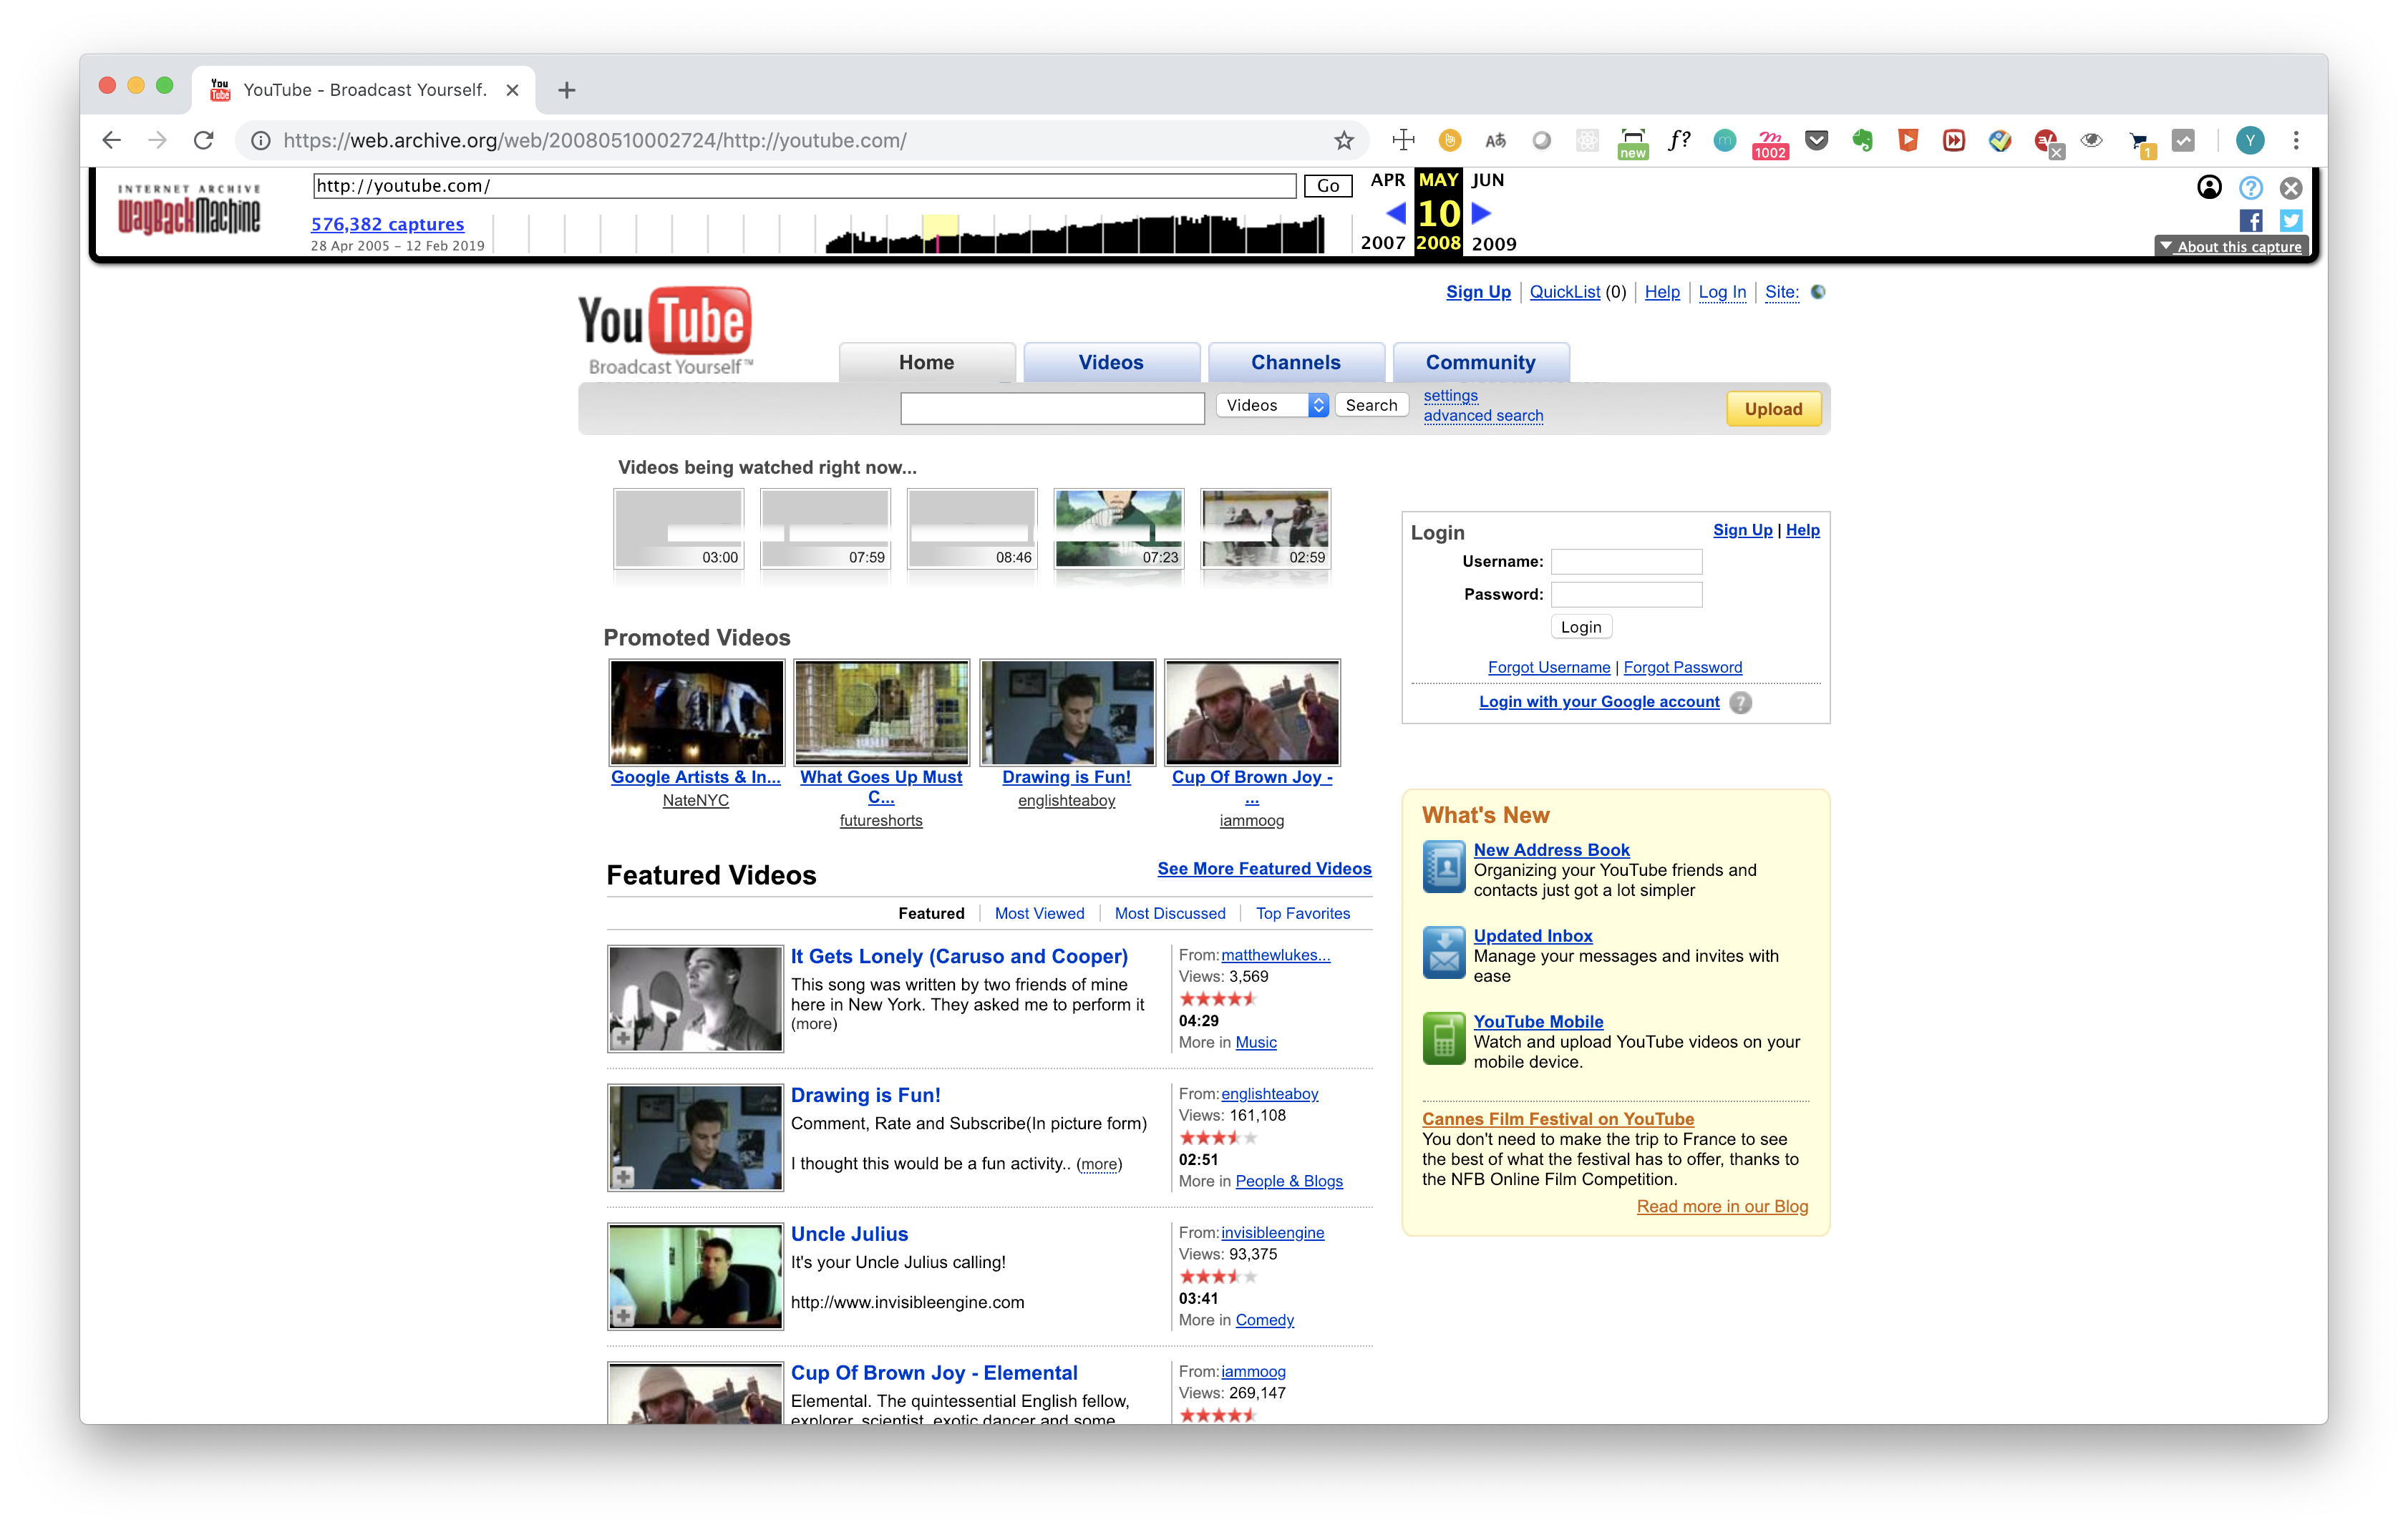 YouTube - Broadcast Yourself.
https://web.archive.org/web/20080510002724/http://youtube.com/
new
f?
m
1002
1
Y
INTERNET ARCHIVE
WayBackMachine
http://youtube.com/
Go
576,382 captures
28 Apr 2005 – 12 Feb 2019
APR MAY JUN
10
2007 2008 2009
About this capture
YouTube
Broadcast Yourself™
Sign Up QuickList (0) Help Log In Site:
Home Videos Channels Community
Videos
Search
settings
advanced search
Upload
Videos being watched right now...
03:00 07:59 08:46 07:23 02:59
Promoted Videos
Google Artists & In...
NateNYC
What Goes Up Must
C...
futureshorts
Drawing is Fun!
englishteaboy
Cup Of Brown Joy -
...
iammoog
Featured Videos
See More Featured Videos
Featured Most Viewed Most Discussed Top Favorites
It Gets Lonely (Caruso and Cooper)
This song was written by two friends of mine
here in New York. They asked me to perform it
(more)
From: matthewlukes...
Views: 3,569
04:29
More in Music
Drawing is Fun!
Comment, Rate and Subscribe(In picture form)
I thought this would be a fun activity.. (more)
From: englishteaboy
Views: 161,108
02:51
More in People & Blogs
Uncle Julius
It's your Uncle Julius calling!
http://www.invisibleengine.com
From: invisibleengine
Views: 93,375
03:41
More in Comedy
Cup Of Brown Joy - Elemental
Elemental. The quintessential English fellow,
explorer, scientist, exotic dancer and some
From: iammoog
Views: 269,147
Login
Sign Up | Help
Username:
Password:
Login
Forgot Username | Forgot Password
Login with your Google account ?
What's New
New Address Book
Organizing your YouTube friends and
contacts just got a lot simpler
Updated Inbox
Manage your messages and invites with
ease
YouTube Mobile
Watch and upload YouTube videos on your
mobile device.
Cannes Film Festival on YouTube
You don't need to make the trip to France to see
the best of what the festival has to offer, thanks to
the NFB Online Film Competition.
Read more in our Blog